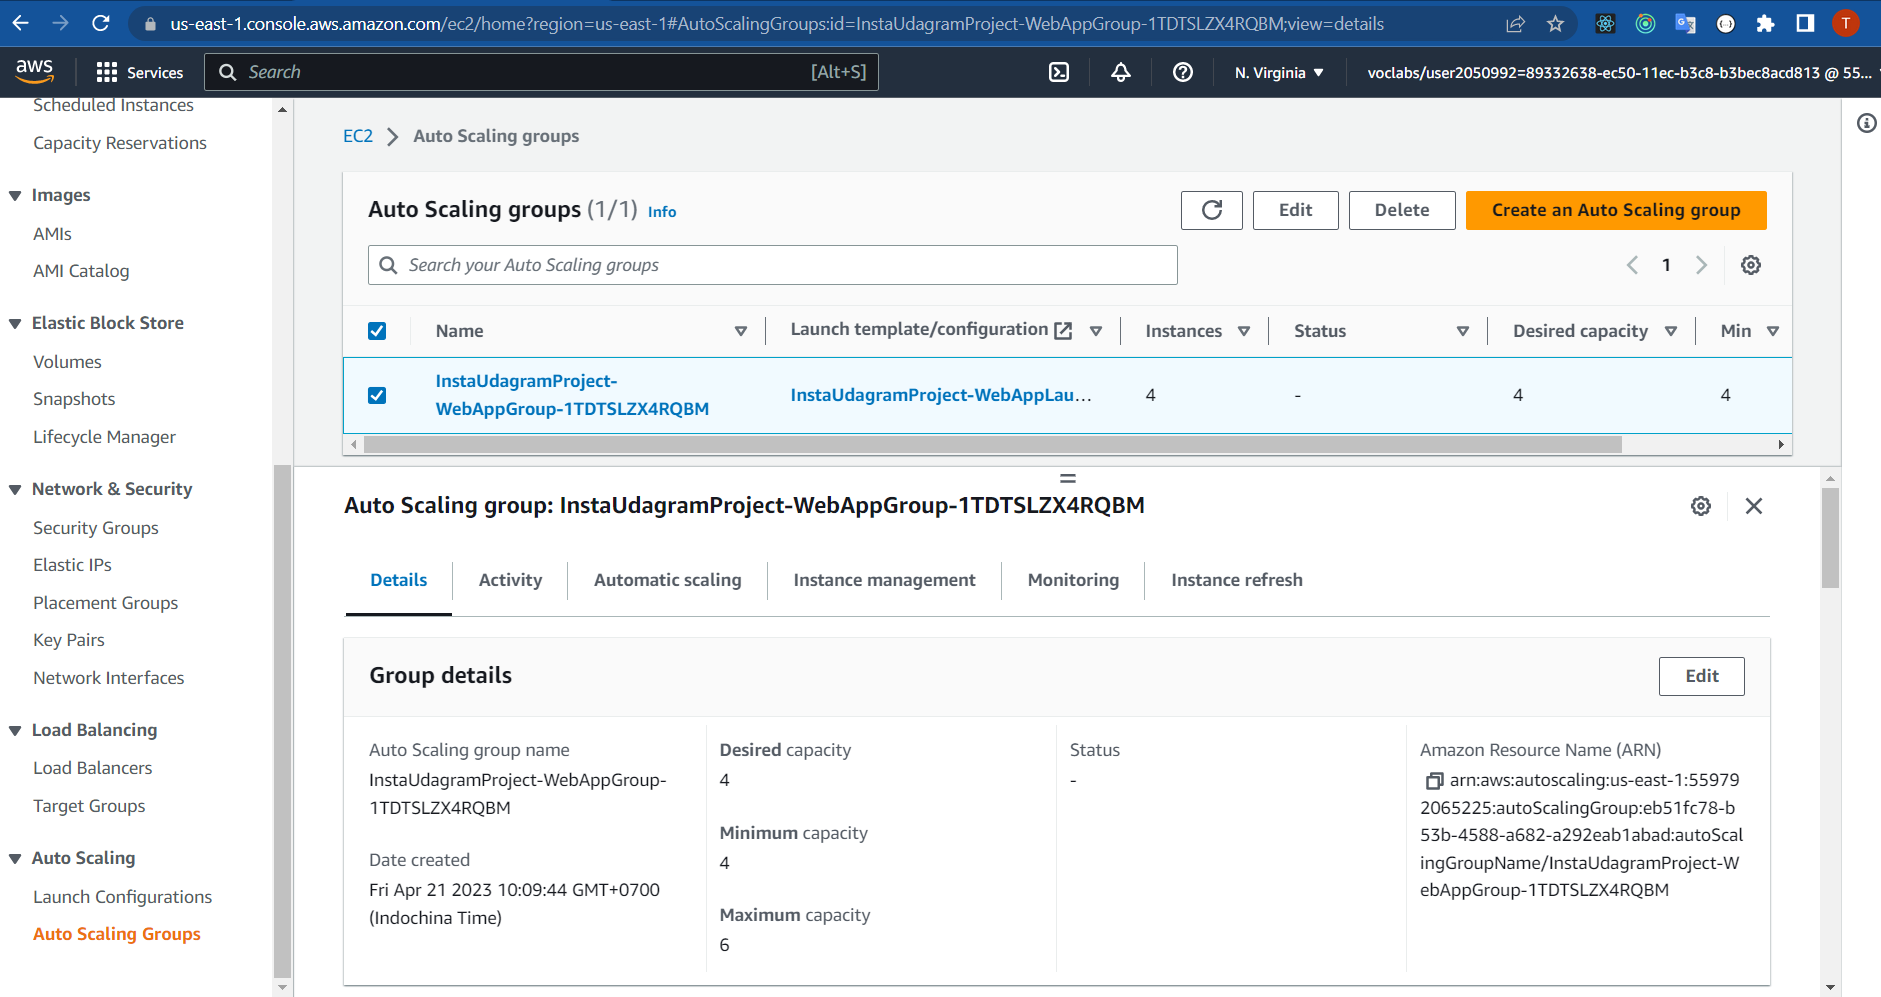 us-east-1.console.aws.amazon.com/ec2/home?region=us-east-1#AutoScalingGroups:id=InstaUdagramProject-WebAppGroup-1TDTSLZX4RQBM;view=details
T
aws
Services
Search
[Alt+S]
N. Virginia
voclabs/user2050992=89332638-ec50-11ec-b3c8-b3bec8acd813 @ 55...
Scheduled Instances
Capacity Reservations
Images
AMIs
AMI Catalog
Elastic Block Store
Volumes
Snapshots
Lifecycle Manager
Network & Security
Security Groups
Elastic IPs
Placement Groups
Key Pairs
Network Interfaces
Load Balancing
Load Balancers
Target Groups
Auto Scaling
Launch Configurations
Auto Scaling Groups
EC2 > Auto Scaling groups
Auto Scaling groups (1/1) Info
Edit
Delete
Create an Auto Scaling group
Search your Auto Scaling groups
1
Name
Launch template/configuration
Instances
Status
Desired capacity
Min
InstaUdagramProject-
WebAppGroup-1TDTSLZX4RQBM
InstaUdagramProject-WebAppLau...
4
-
4
4
Auto Scaling group: InstaUdagramProject-WebAppGroup-1TDTSLZX4RQBM
Details
Activity
Automatic scaling
Instance management
Monitoring
Instance refresh
Group details
Edit
Auto Scaling group name
InstaUdagramProject-WebAppGroup-
1TDTSLZX4RQBM
Date created
Fri Apr 21 2023 10:09:44 GMT+0700
(Indochina Time)
Desired capacity
4
Minimum capacity
4
Maximum capacity
6
Status
-
Amazon Resource Name (ARN)
arn:aws:autoscaling:us-east-1:55979
2065225:autoScalingGroup:eb51fc78-b
53b-4588-a682-a292eab1abad:autoScal
ingGroupName/InstaUdagramProject-W
ebAppGroup-1TDTSLZX4RQBM